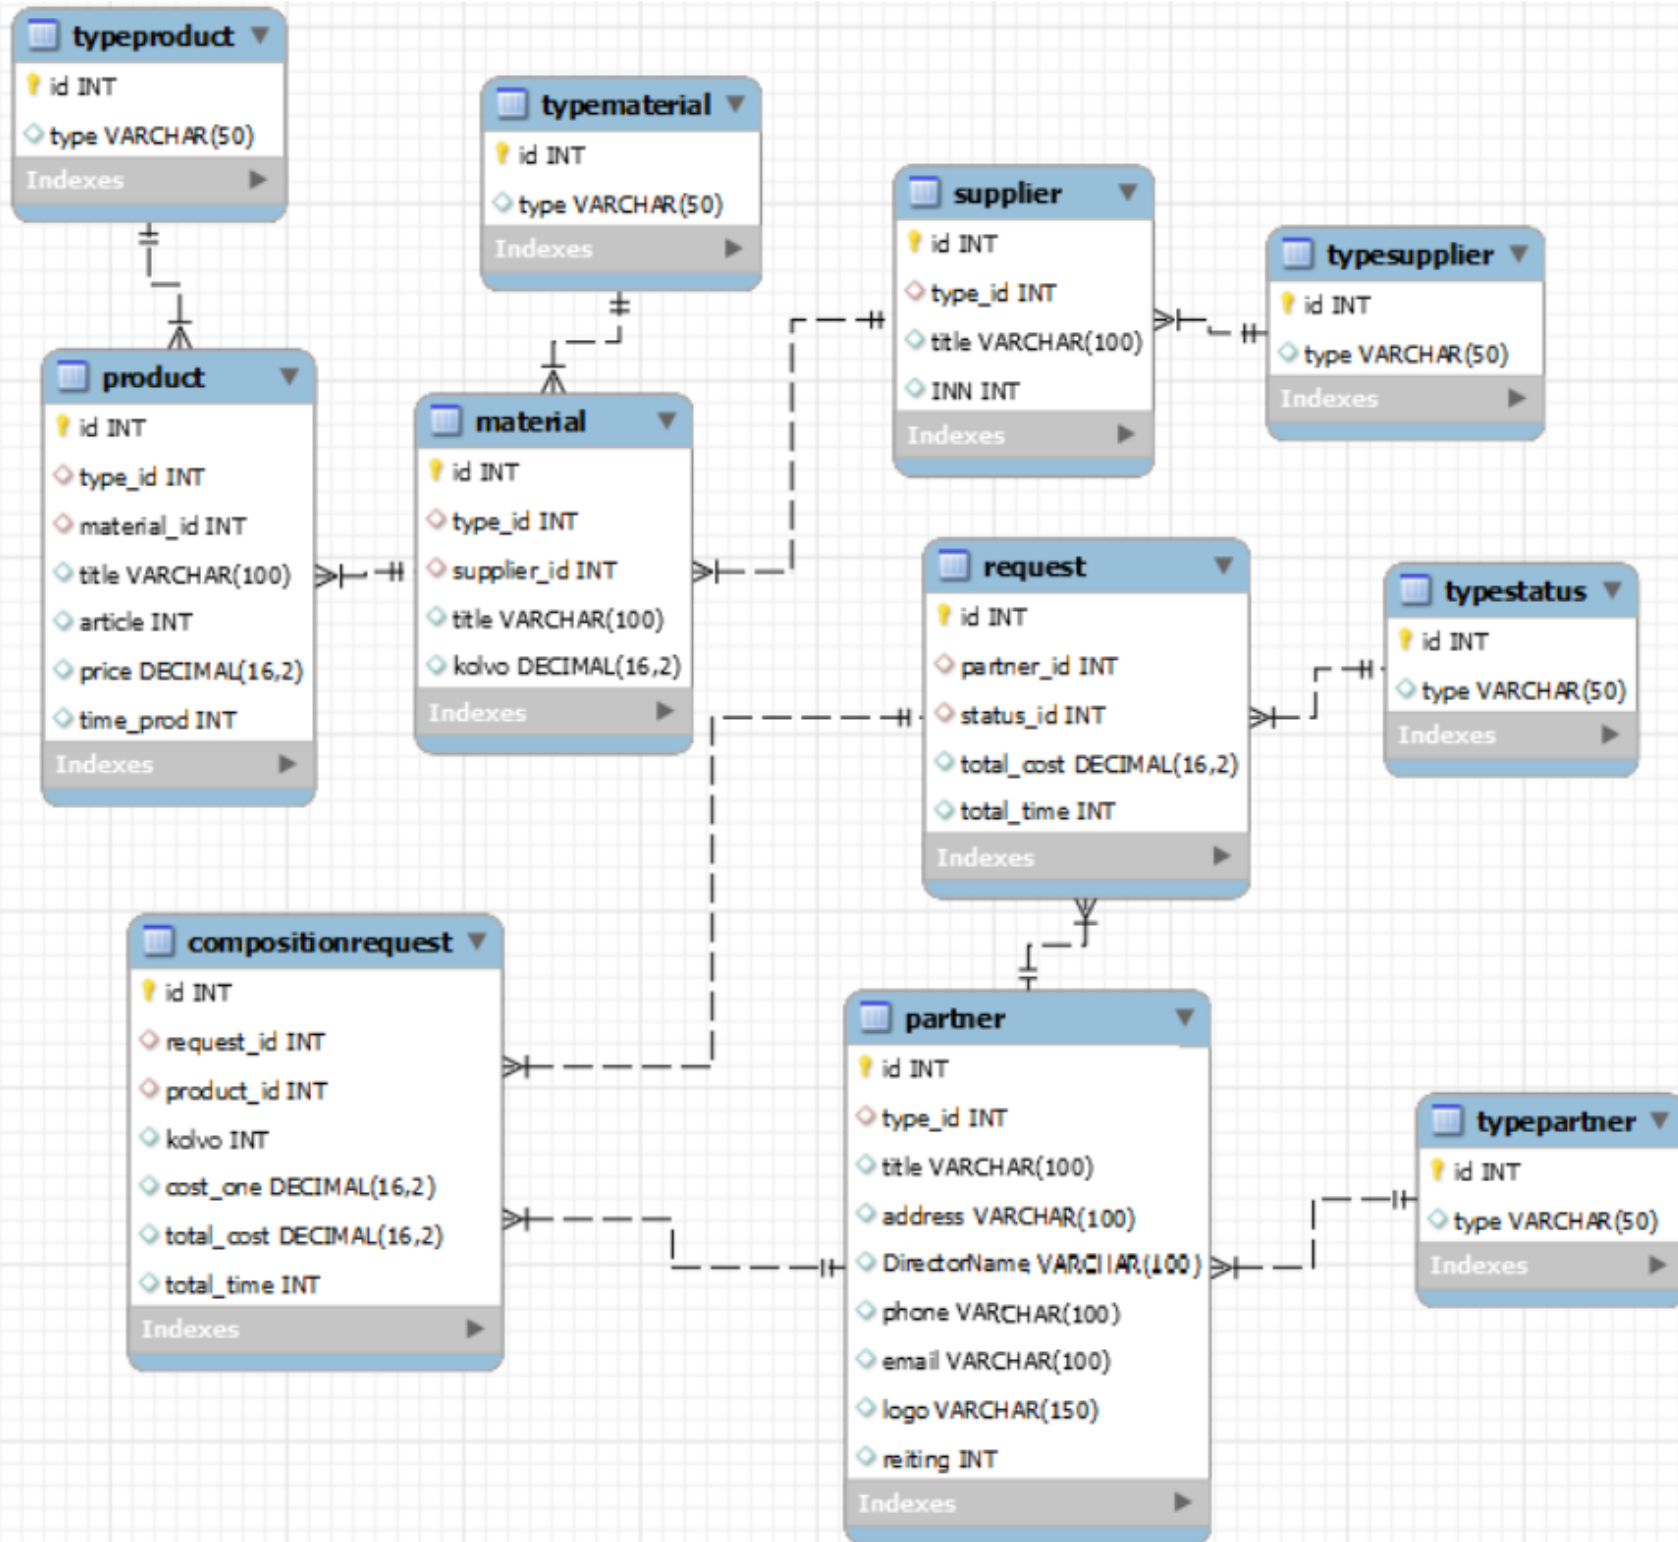 typeproduct
id INT
type VARCHAR(50)
Indexes
typematerial
id INT
type VARCHAR(50)
Indexes
supplier
id INT
type_id INT
title VARCHAR(100)
INN INT
Indexes
typesupplier
id INT
type VARCHAR(50)
Indexes
product
id INT
type_id INT
material_id INT
title VARCHAR(100)
article INT
price DECIMAL(16,2)
time_prod INT
Indexes
material
id INT
type_id INT
supplier_id INT
title VARCHAR(100)
kolvo DECIMAL(16,2)
Indexes
request
id INT
partner_id INT
status_id INT
total_cost DECIMAL(16,2)
total_time INT
Indexes
typestatus
id INT
type VARCHAR(50)
Indexes
compositionrequest
id INT
request_id INT
product_id INT
kolvo INT
cost_one DECIMAL(16,2)
total_cost DECIMAL(16,2)
total_time INT
Indexes
partner
id INT
type_id INT
title VARCHAR(100)
address VARCHAR(100)
DirectorName VARCHAR(100)
phone VARCHAR(100)
email VARCHAR(100)
logo VARCHAR(150)
reiting INT
Indexes
typepartner
id INT
type VARCHAR(50)
Indexes